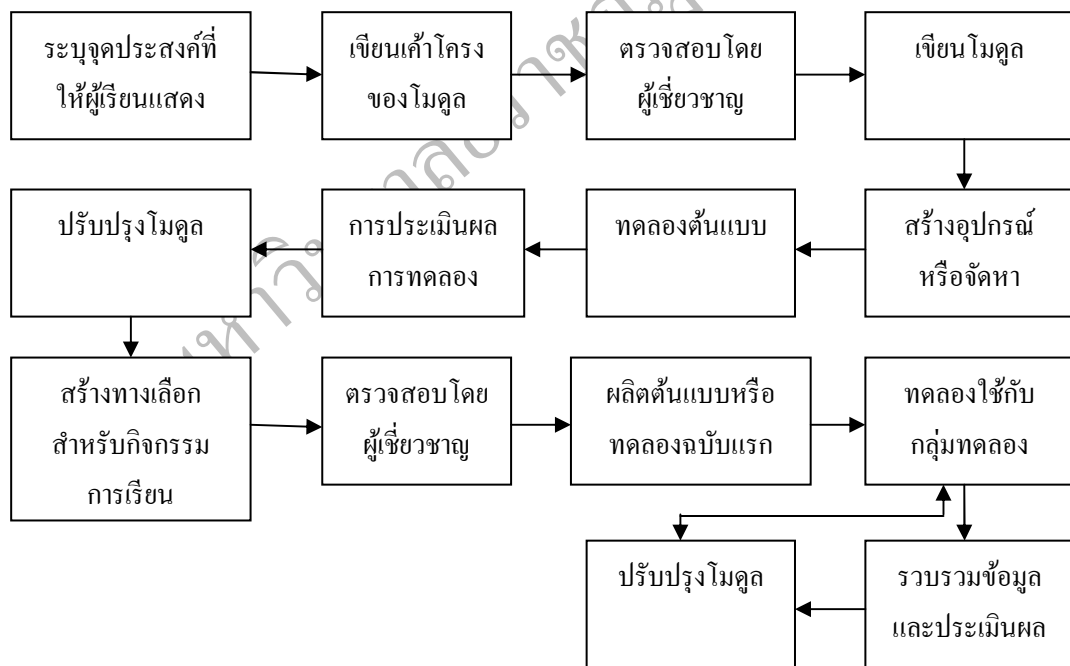 ระบุจุดประสงค์ที่
ให้ผู้เรียนแสดง
เขียนเค้าโครง
ของโมดูล
ตรวจสอบโดย
ผู้เชี่ยวชาญ
เขียนโมดูล
สร้างอุปกรณ์
หรือจัดหา
ทดลองต้นแบบ
การประเมินผล
การทดลอง
ปรับปรุงโมดูล
สร้างทางเลือก
สำหรับกิจกรรม
การเรียน
ตรวจสอบโดย
ผู้เชี่ยวชาญ
ผลิตต้นแบบหรือ
ทดลองฉบับแรก
ทดลองใช้กับ
กลุ่มทดลอง
รวบรวมข้อมูล
และประเมินผล
ปรับปรุงโมดูล